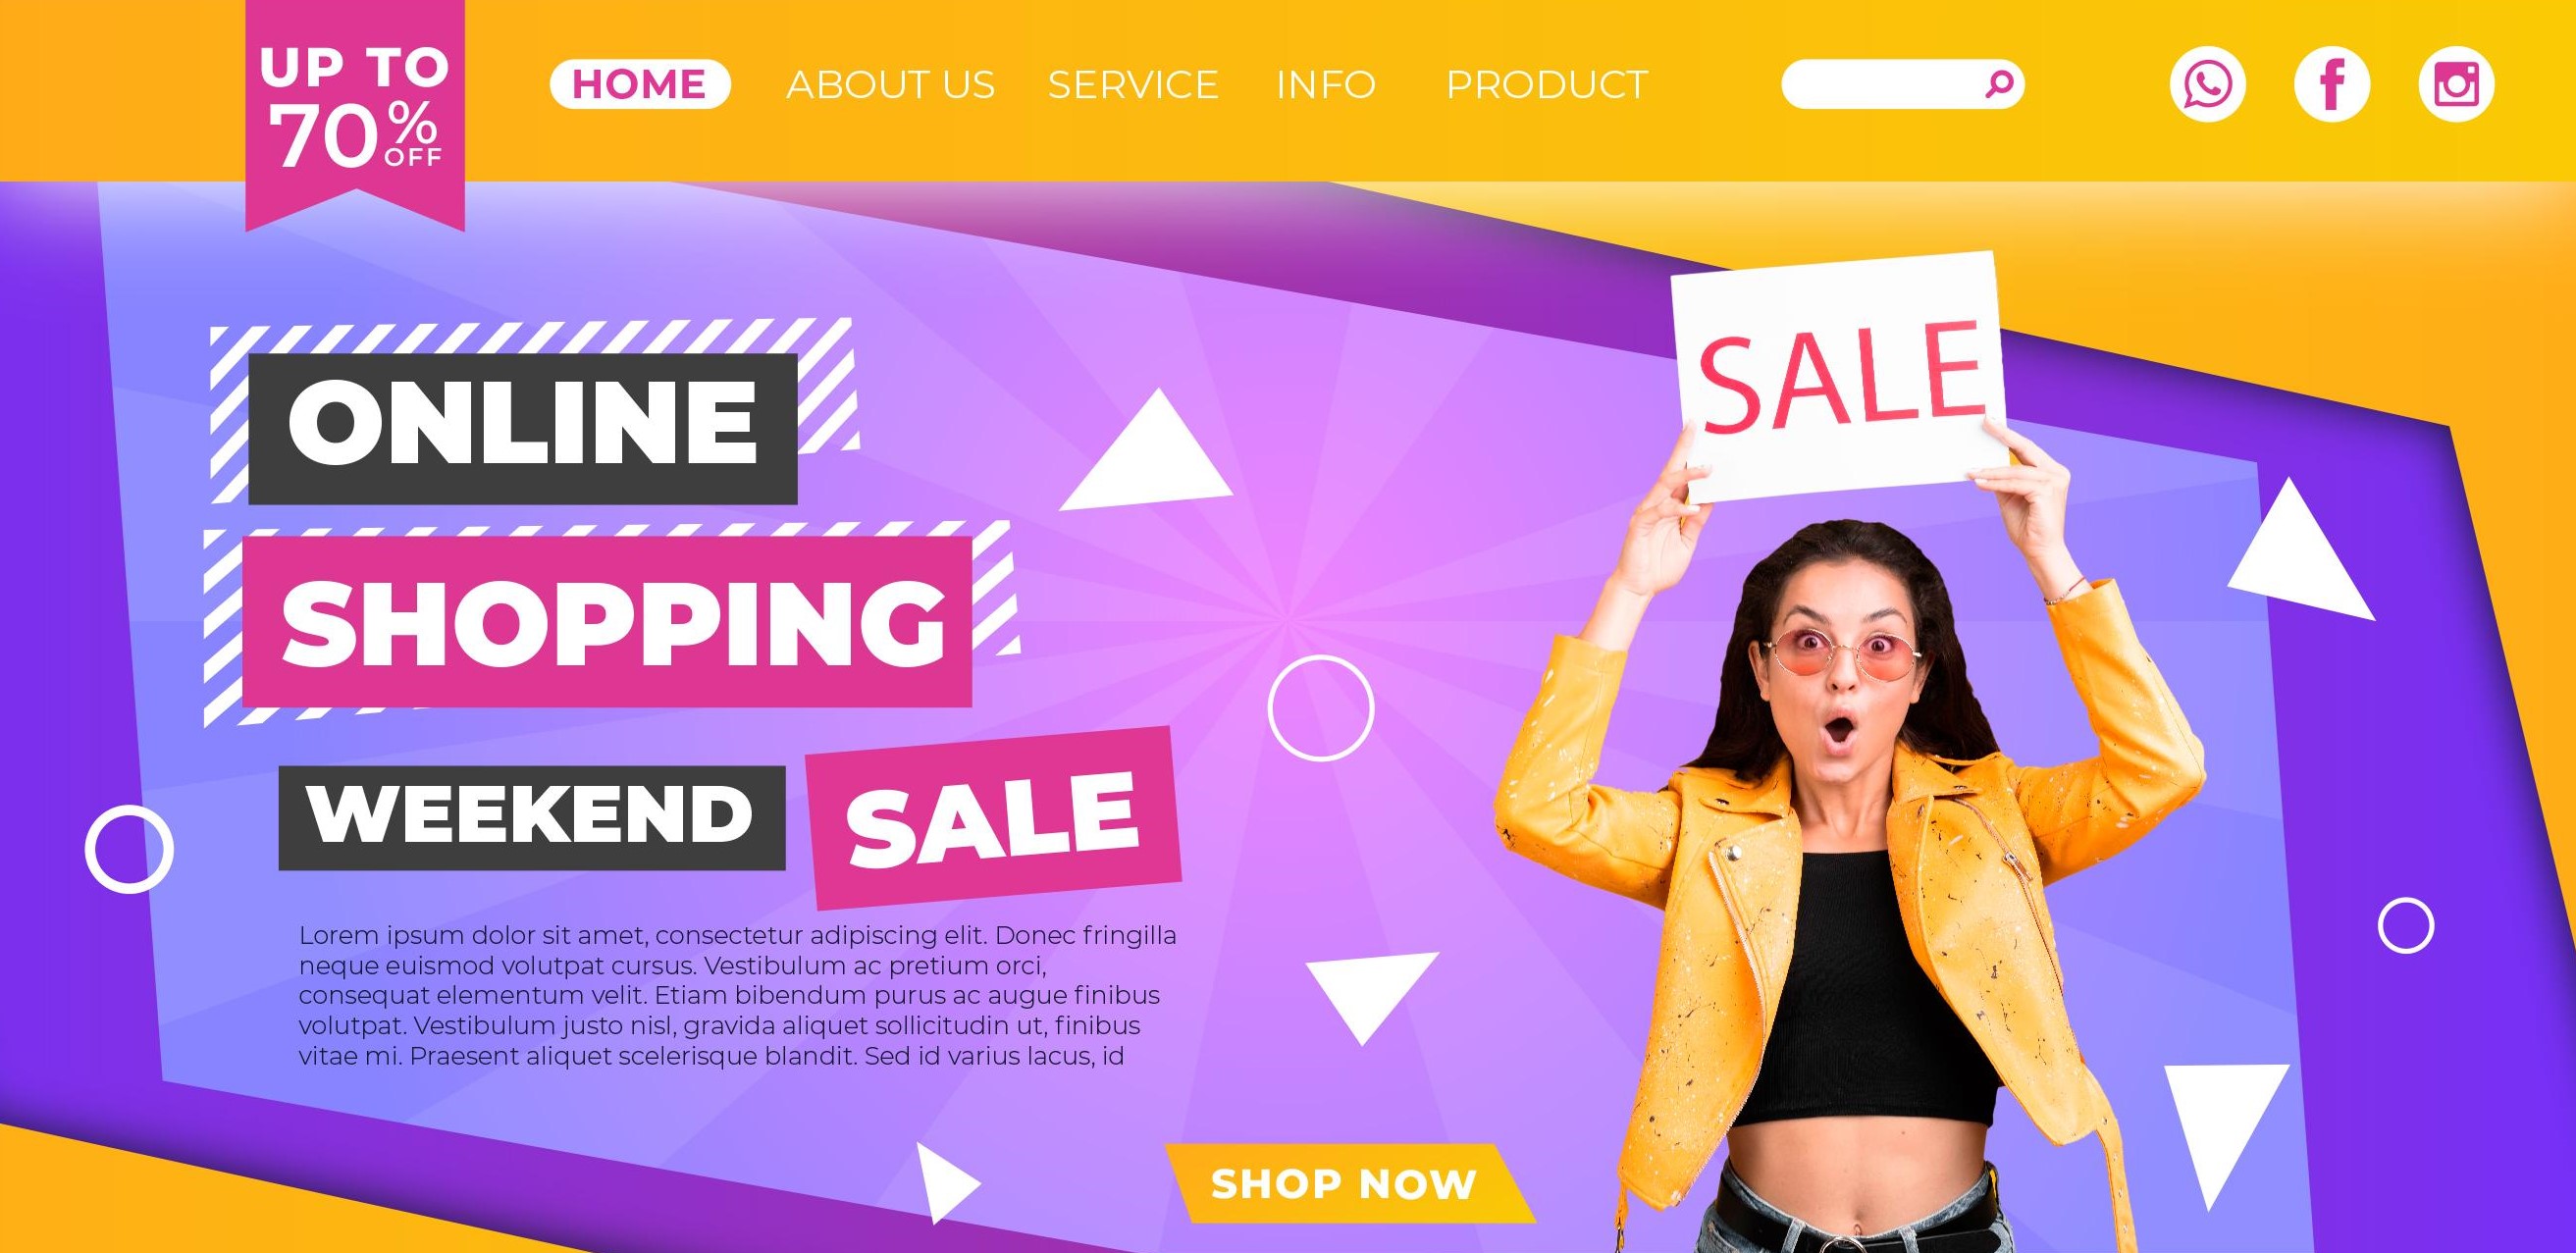 UP TO
70% OFF
HOME ABOUT US SERVICE INFO PRODUCT
ONLINE
SHOPPING
WEEKEND SALE
Lorem ipsum dolor sit amet, consectetur adipiscing elit. Donec fringilla
neque euismod volutpat cursus. Vestibulum ac pretium orci,
consequat elementum velit. Etiam bibendum purus ac augue finibus
volutpat. Vestibulum justo nisl, gravida aliquet sollicitudin ut, finibus
vitae mi. Praesent aliquet scelerisque blandit. Sed id varius lacus, id
SHOP NOW
SALE